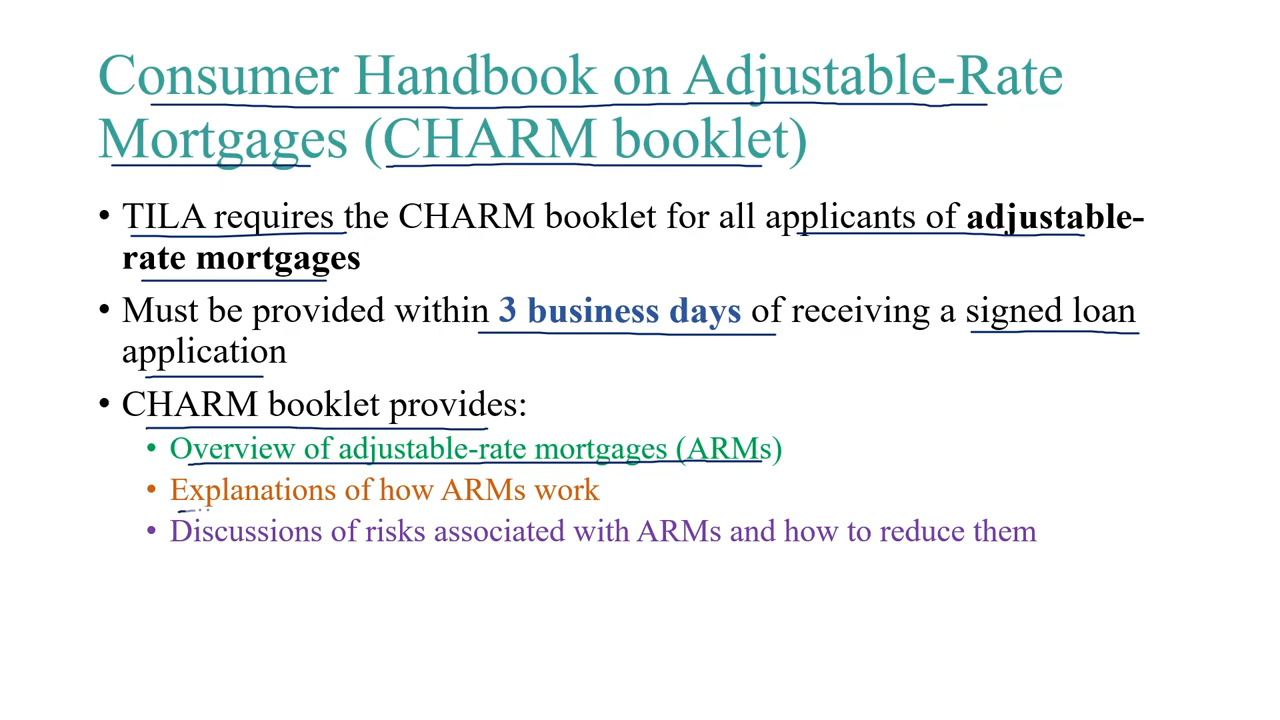 Consumer Handbook on Adjustable-Rate
Mortgages (CHARM booklet)
• TILA requires the CHARM booklet for all applicants of adjustable-
rate mortgages
• Must be provided within 3 business days of receiving a signed loan
application
• CHARM booklet provides:
• Overview of adjustable-rate mortgages (ARMs)
• Explanations of how ARMs work
• Discussions of risks associated with ARMs and how to reduce them